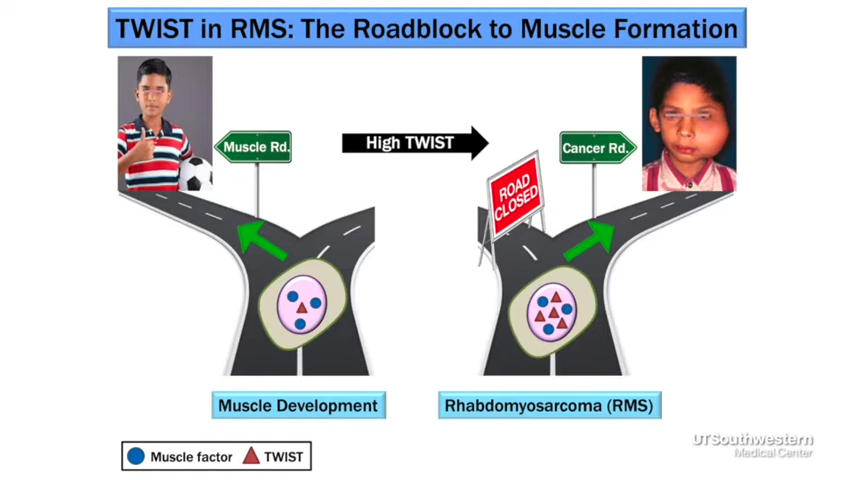 TWIST in RMS: The Roadblock to Muscle Formation
Muscle Rd.
High TWIST
ROAD
CLOSED
Cancer Rd.
Muscle Development
Rhabdomyosarcoma (RMS)
Muscle factor
TWIST
UTSouthwestern
Medical Center